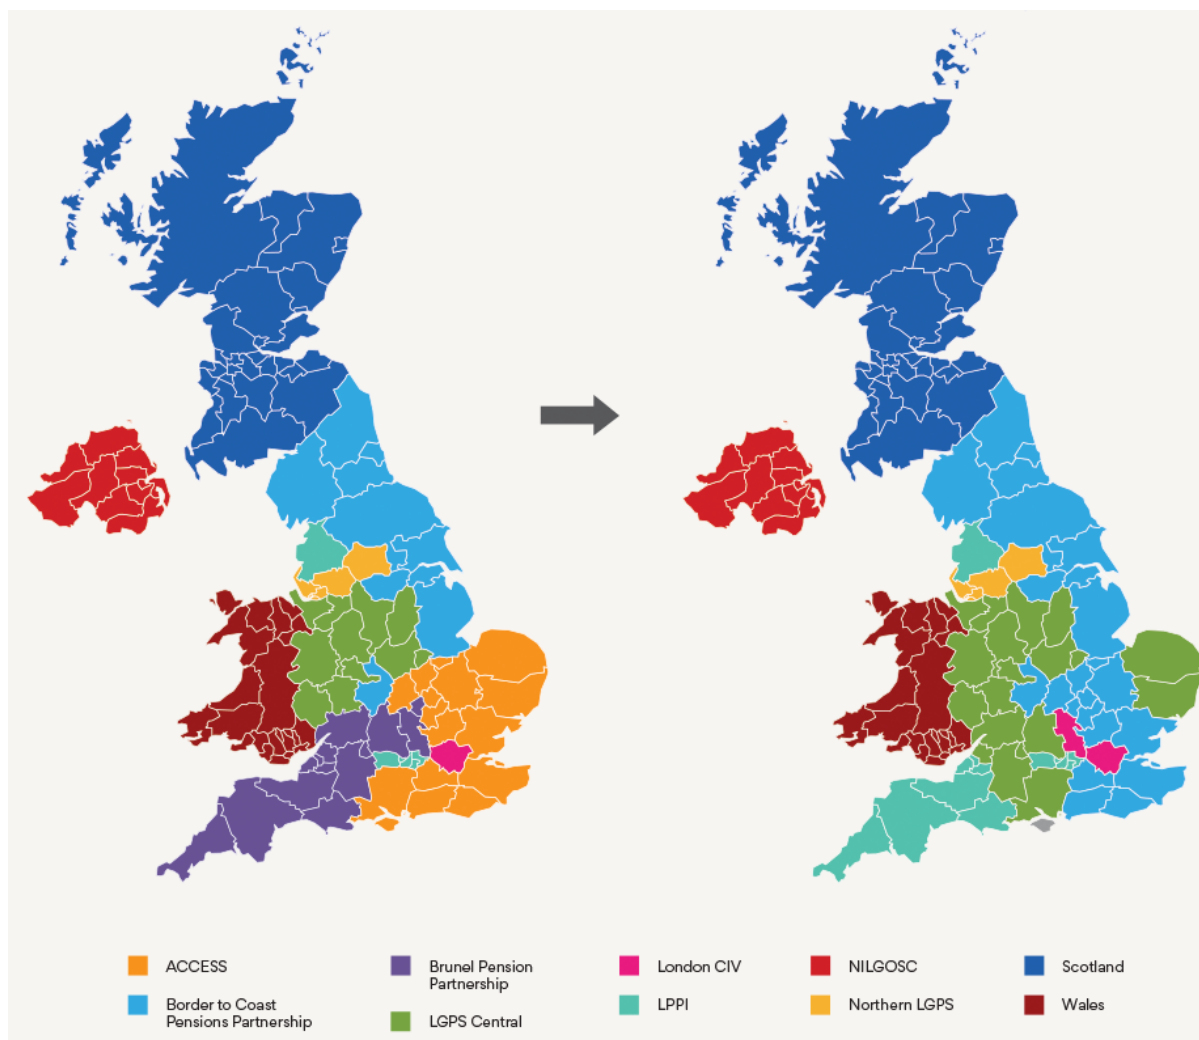 ACCESS
Border to Coast
Pensions Partnership
Brunel Pension
Partnership
LGPS Central
London CIV
LPPI
NILGOSC
Northern LGPS
Scotland
Wales